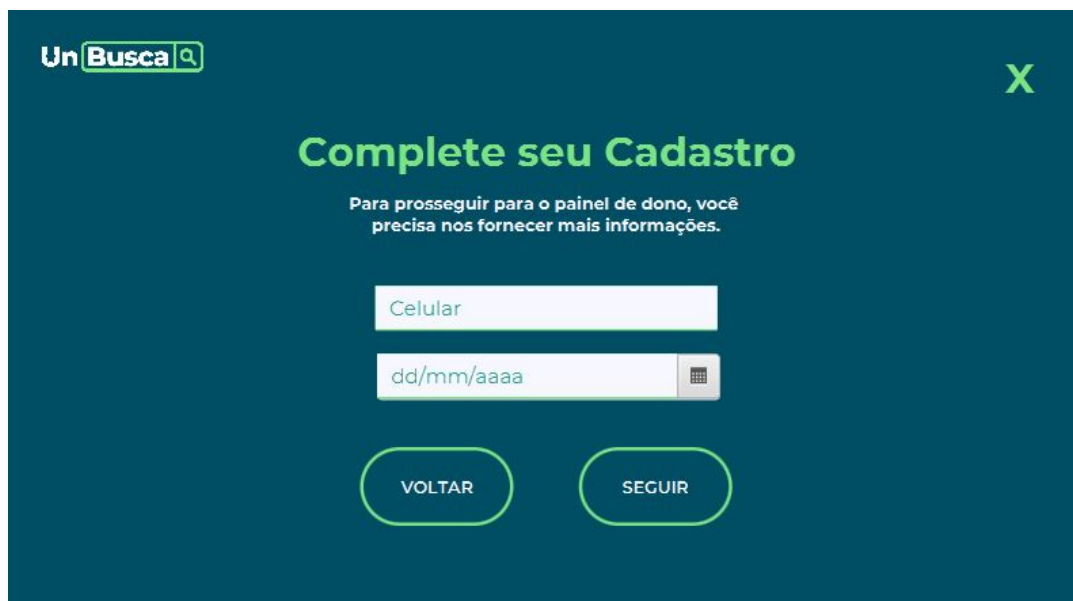 UnBusca
X
Complete seu Cadastro
Para prosseguir para o painel de dono, você
precisa nos fornecer mais informações.
Celular
dd/mm/aaaa
VOLTAR
SEGUIR